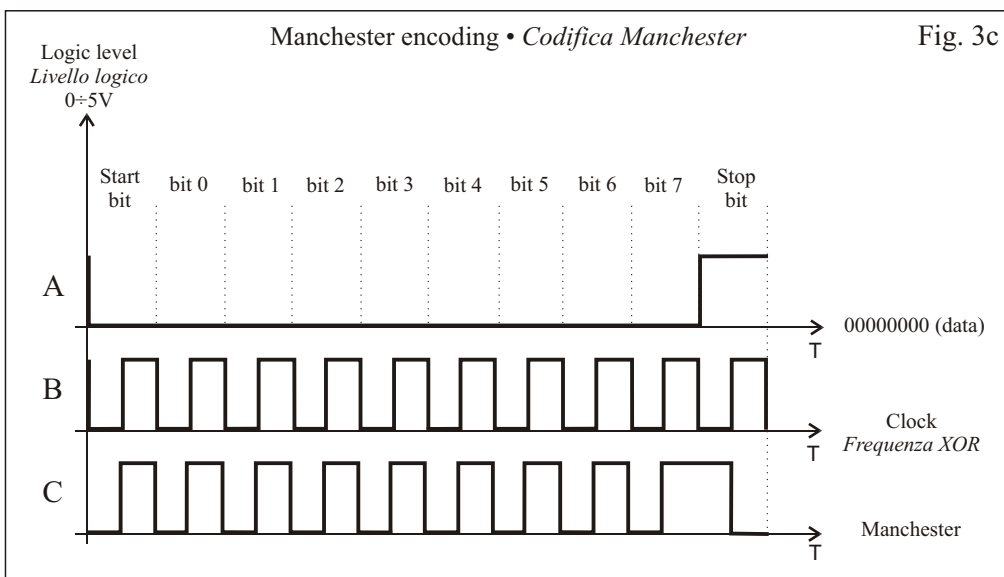 Manchester encoding • Codifica Manchester
Fig. 3c
Logic level
Livello logico
0÷5V
Start
bit
bit 0
bit 1
bit 2
bit 3
bit 4
bit 5
bit 6
bit 7
Stop
bit
A
00000000 (data)
T
B
Clock
Frequenza XOR
T
C
Manchester
T